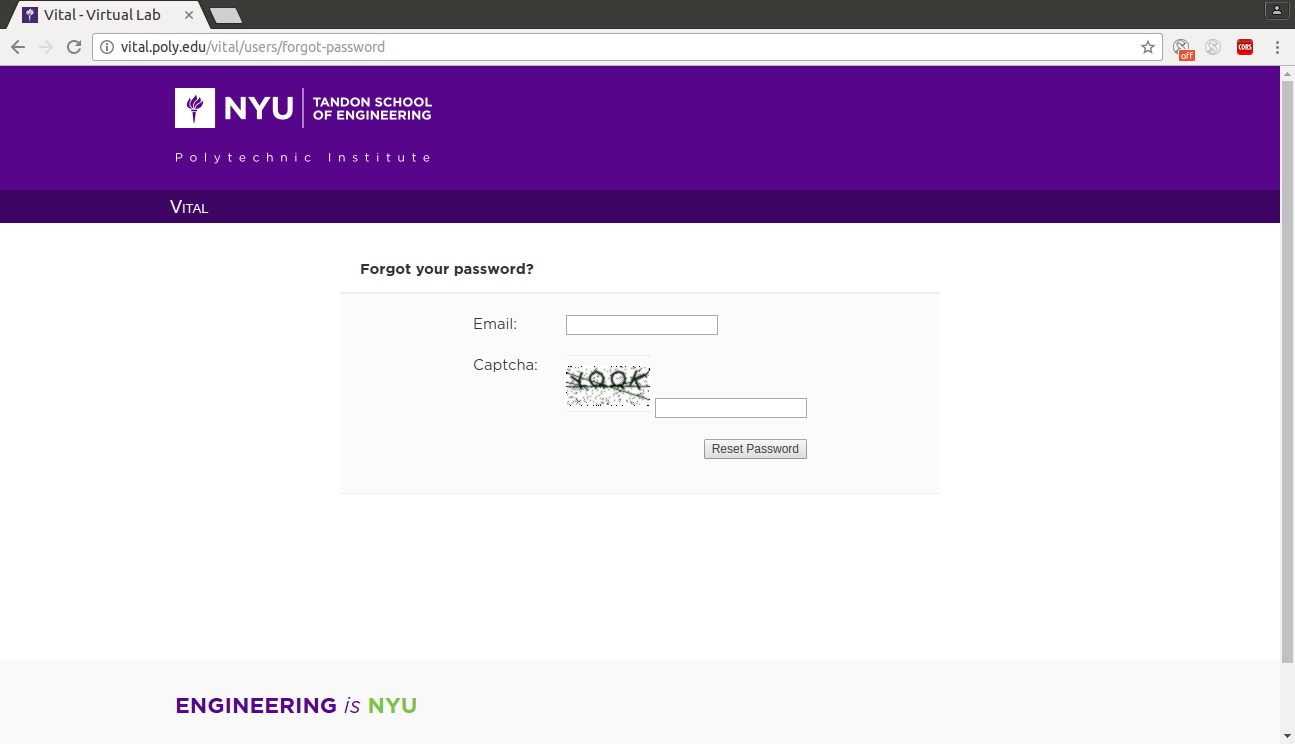 Vital - Virtual Lab
vital.poly.edu/vital/users/forgot-password
off
CORS
NYU
TANDON SCHOOL
OF ENGINEERING
Polytechnic Institute
Vital
Forgot your password?
Email:
Captcha:
Reset Password
ENGINEERING is NYU